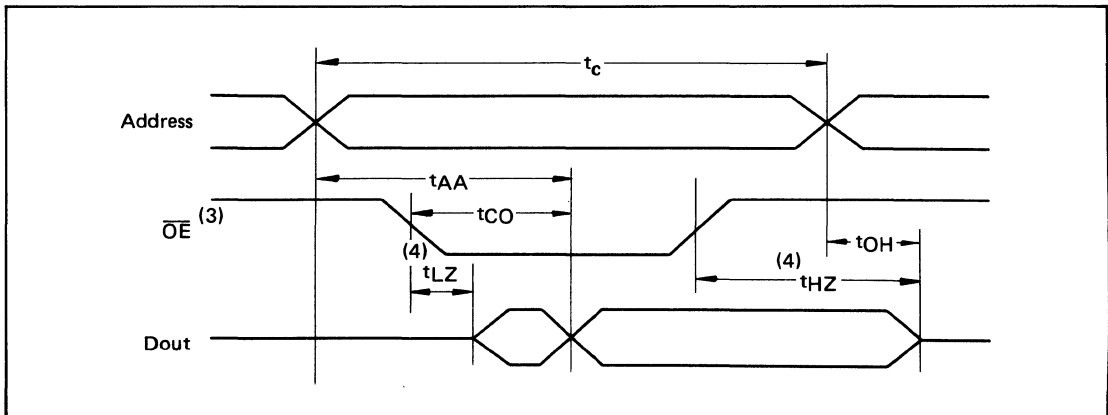 tc
Address
tAA
OE (3)
tCO
(4)
tLZ
tOH
(4)
tHZ
Dout